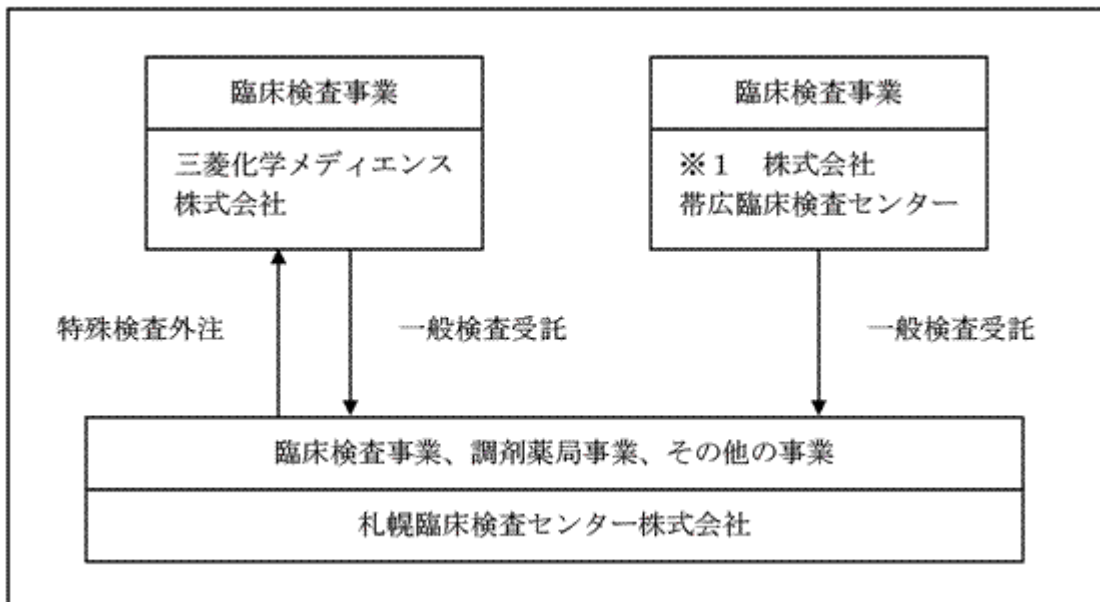 臨床検査事業
三菱化学メディエンス
株式会社
臨床検査事業
※１　株式会社
帯広臨床検査センター
特殊検査外注
一般検査受託
一般検査受託
臨床検査事業、調剤薬局事業、その他の事業
札幌臨床検査センター株式会社